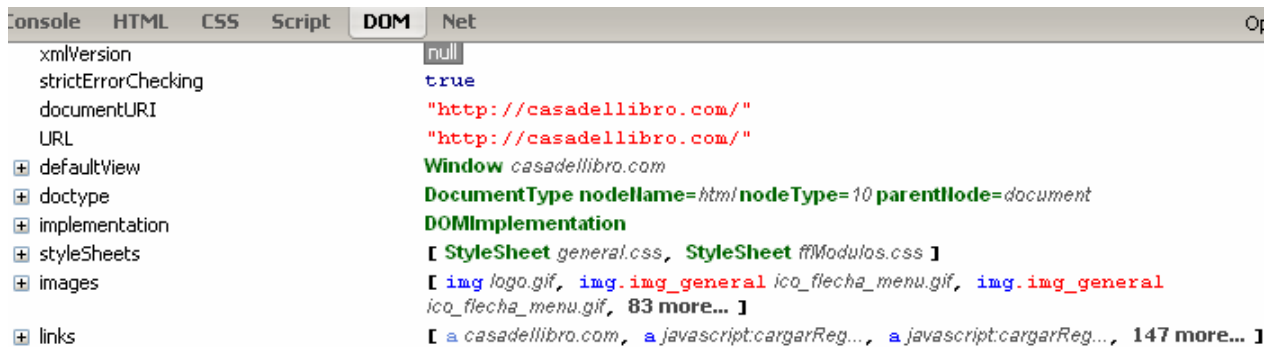 Console HTML CSS Script DOM Net
xmlVersion null
strictErrorChecking true
documentURI "http://casadellibro.com/"
URL "http://casadellibro.com/"
defaultView Window casadellibro.com
doctype DocumentType nodeName=html nodeType=10 parentNode=document
implementation DOMImplementation
styleSheets [ StyleSheet general.css, StyleSheet ffModulos.css ]
images [ img logo.gif, img.img_general ico_flecha_menu.gif, img.img_general
ico_flecha_menu.gif, 83 more... ]
links [ a casadellibro.com, a javascript:cargarReg..., a javascript:cargarReg..., 147 more... ]